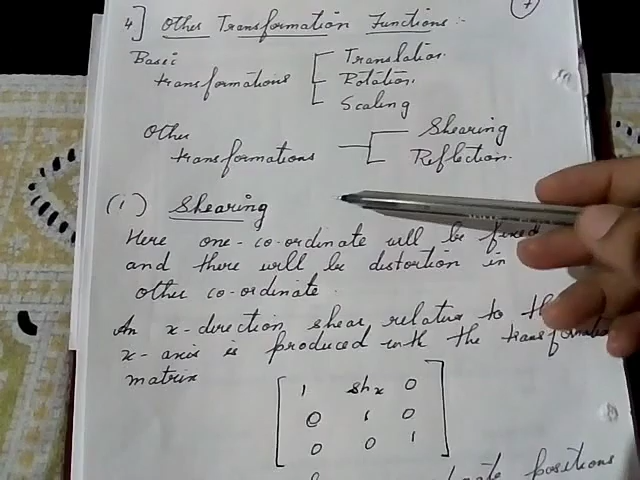 7
4] Other Transformation Functions :-
Basic
transformations
Translation.
Rotation.
Scaling
Other
transformations
Shearing
Reflection.
(i) Shearing
Here one-co-ordinate will be fixed
and there will be distortion in
other co-ordinate.
An x-direction shear relative to the
x-axis is produced with the transformation
matrix
1 shx 0
0 1 0
0 0 1
positions